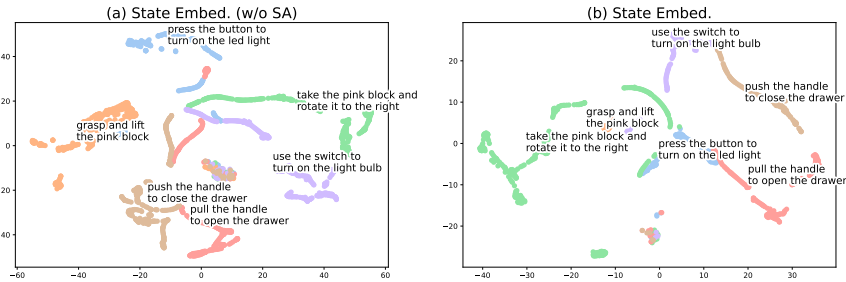 (a) State Embed. (w/o SA)
press the button to
turn on the led light
take the pink block and
rotate it to the right
grasp and lift
the pink block
use the switch to
turn on the light bulb
push the handle
to close the drawer
pull the handle
to open the drawer
40
20
0
20
40
−60
−40
−20
0
20
40
60
(b) State Embed.
use the switch to
turn on the light bulb
push the handle
to close the drawer
grasp and lift
the pink block
take the pink block and
rotate it to the right
press the button to
turn on the led light
pull the handle
to open the drawer
20
10
0
−10
−20
−40
−30
−20
−10
0
10
20
30